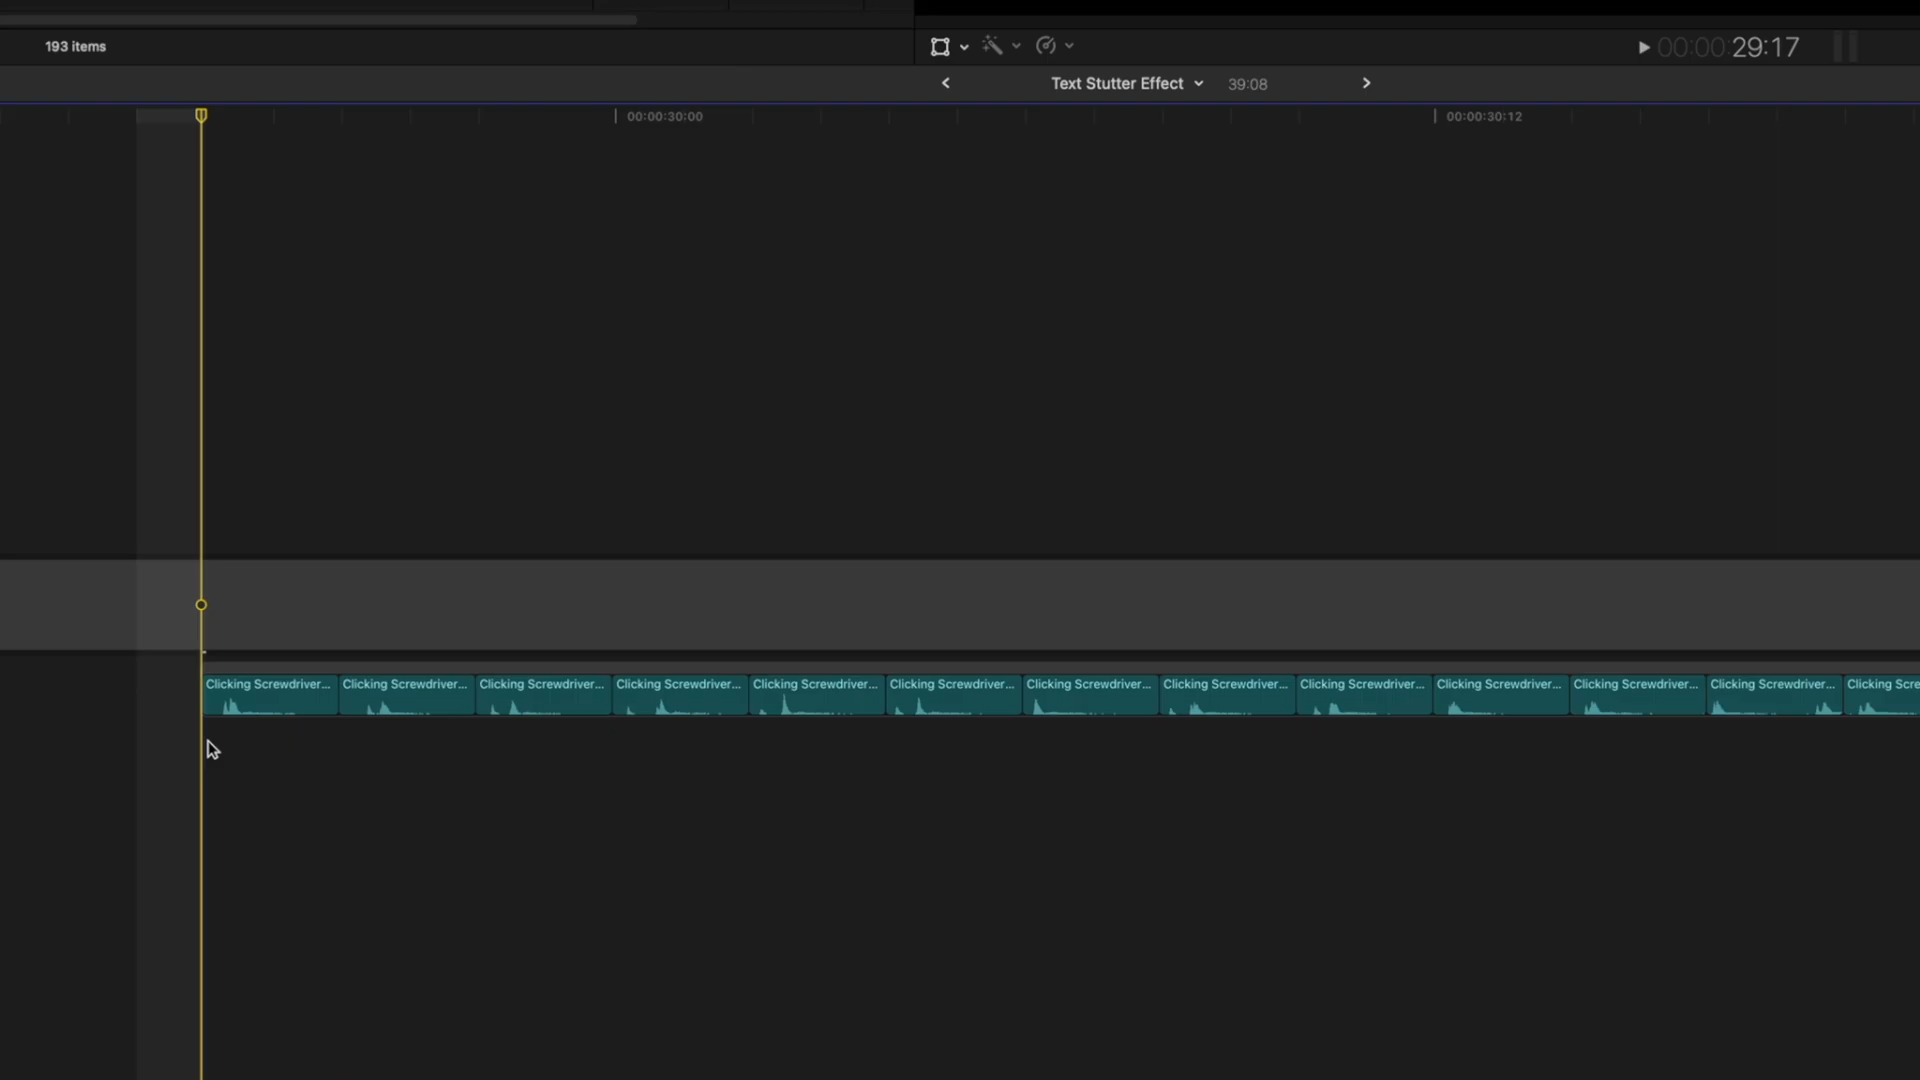 193 items
00:00:29:17
Text Stutter Effect 39:08
00:00:30:00 00:00:30:12
Clicking Screwdriver... Clicking Screwdriver... Clicking Screwdriver... Clicking Screwdriver... Clicking Screwdriver... Clicking Screwdriver... Clicking Screwdriver... Clicking Screwdriver... Clicking Screwdriver... Clicking Screwdriver... Clicking Screwdriver... Clicking Screwdriver... Clicking Scre